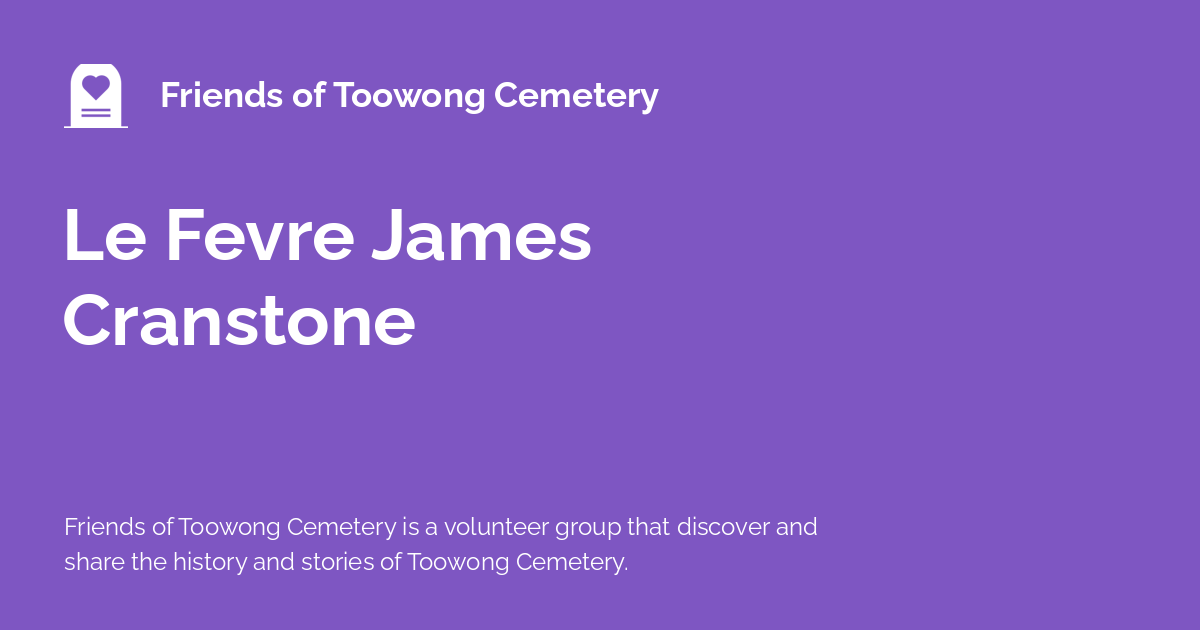 Friends of Toowong Cemetery
Le Fevre James
Cranstone
Friends of Toowong Cemetery is a volunteer group that discover and
share the history and stories of Toowong Cemetery.